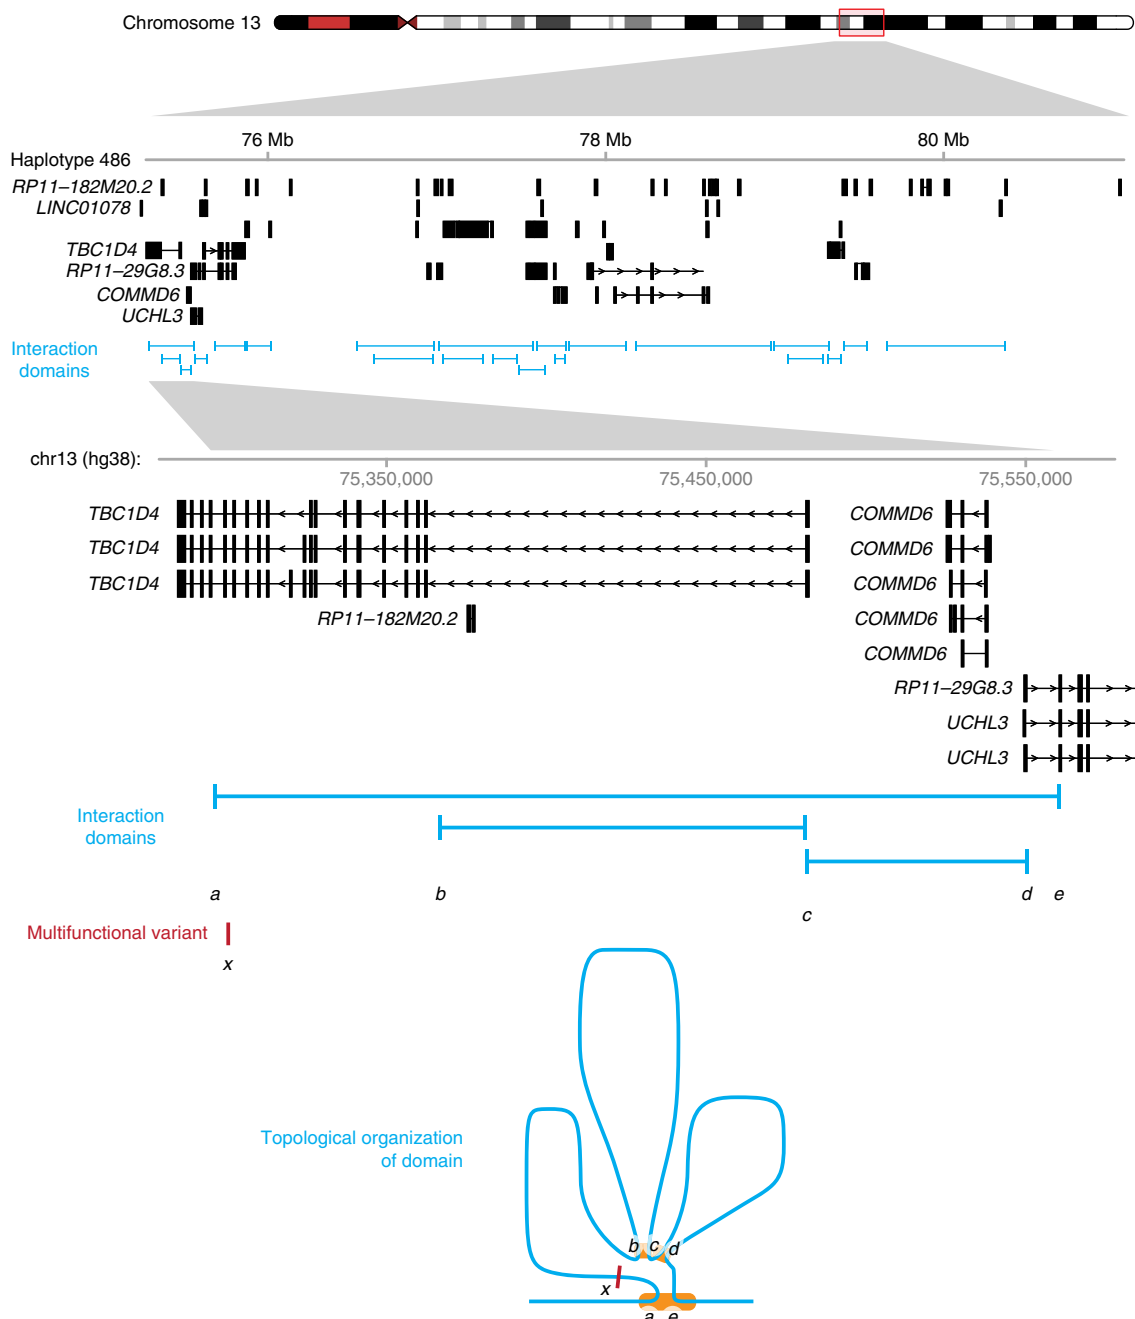 Chromosome 13
76 Mb 78 Mb 80 Mb
Haplotype 486
RP11–182M20.2
LINC01078
TBC1D4
RP11–29G8.3
COMMD6
UCHL3
Interaction
domains
chr13 (hg38):
75,350,000 75,450,000 75,550,000
TBC1D4 COMMD6
TBC1D4 COMMD6
TBC1D4 COMMD6
RP11–182M20.2 COMMD6
COMMD6
RP11–29G8.3
UCHL3
UCHL3
Interaction
domains
a b c d e
Multifunctional variant
x
Topological organization
of domain
b c d
x
a e